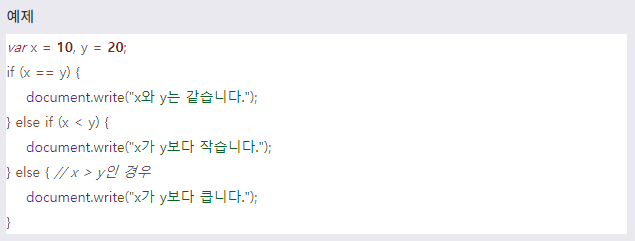 예제
var x = 10, y = 20;
if (x == y) {
    document.write("x와 y는 같습니다.");
} else if (x < y) {
    document.write("x가 y보다 작습니다.");
} else { // x > y인 경우
    document.write("x가 y보다 큽니다.");
}